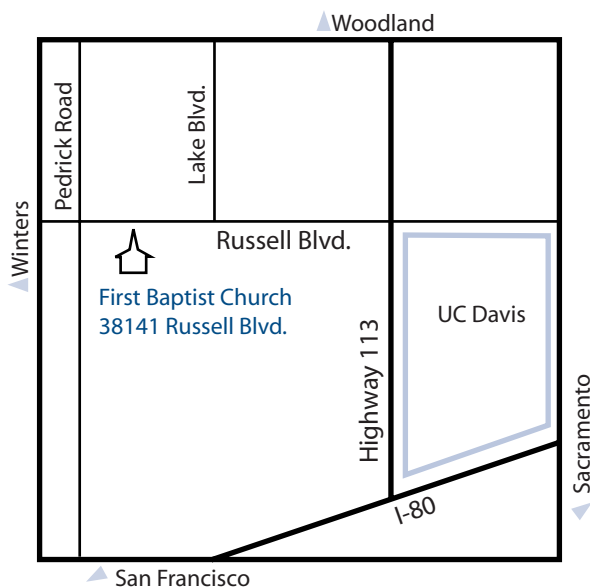 Woodland
Pedrick Road
Lake Blvd.
Winters
Russell Blvd.
First Baptist Church
38141 Russell Blvd.
UC Davis
Highway 113
Sacramento
I-80
San Francisco